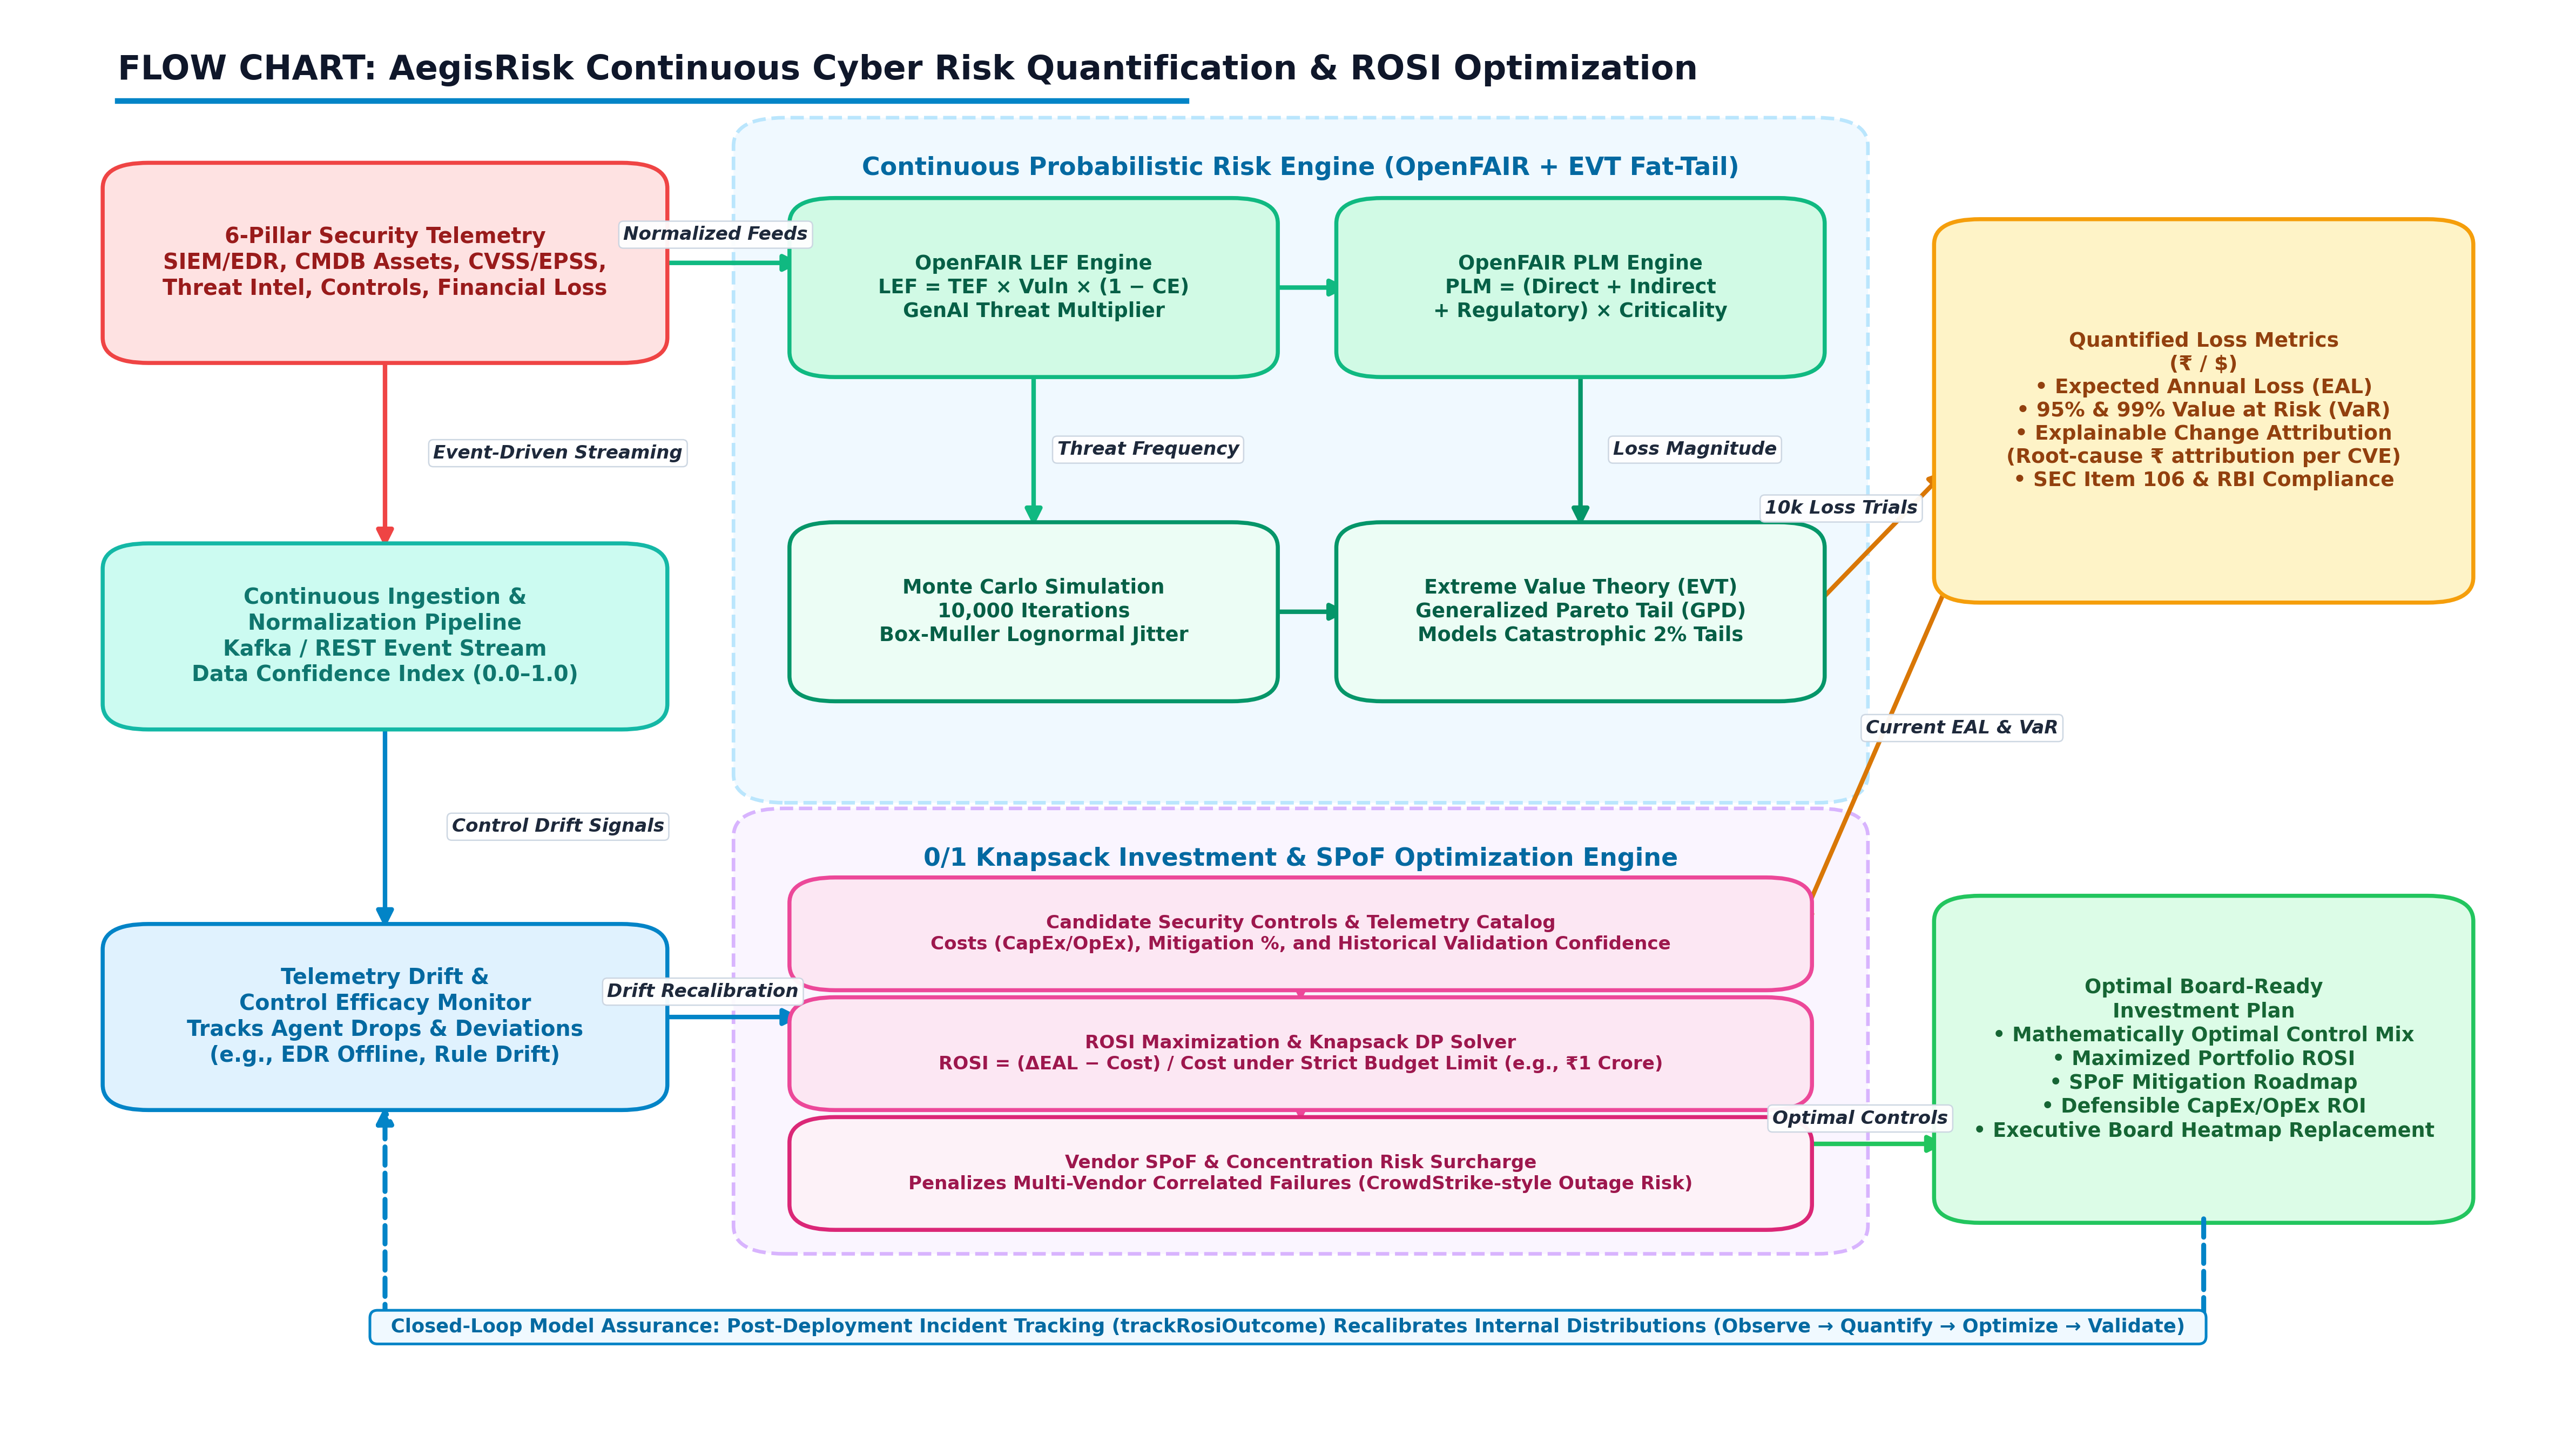 FLOW CHART: AegisRisk Continuous Cyber Risk Quantification & ROSI Optimization
6-Pillar Security Telemetry
SIEM/EDR, CMDB Assets, CVSS/EPSS,
Threat Intel, Controls, Financial Loss
Normalized Feeds
Event-Driven Streaming
Continuous Ingestion &
Normalization Pipeline
Kafka / REST Event Stream
Data Confidence Index (0.0–1.0)
Control Drift Signals
Telemetry Drift &
Control Efficacy Monitor
Tracks Agent Drops & Deviations
(e.g., EDR Offline, Rule Drift)
Drift Recalibration
Continuous Probabilistic Risk Engine (OpenFAIR + EVT Fat-Tail)
OpenFAIR LEF Engine
LEF = TEF × Vuln × (1 − CE)
GenAI Threat Multiplier
OpenFAIR PLM Engine
PLM = (Direct + Indirect
+ Regulatory) × Criticality
Threat Frequency
Loss Magnitude
Monte Carlo Simulation
10,000 Iterations
Box-Muller Lognormal Jitter
Extreme Value Theory (EVT)
Generalized Pareto Tail (GPD)
Models Catastrophic 2% Tails
10k Loss Trials
Quantified Loss Metrics
(₹ / $)
• Expected Annual Loss (EAL)
• 95% & 99% Value at Risk (VaR)
• Explainable Change Attribution
(Root-cause ₹ attribution per CVE)
• SEC Item 106 & RBI Compliance
Current EAL & VaR
0/1 Knapsack Investment & SPoF Optimization Engine
Candidate Security Controls & Telemetry Catalog
Costs (CapEx/OpEx), Mitigation %, and Historical Validation Confidence
ROSI Maximization & Knapsack DP Solver
ROSI = (ΔEAL − Cost) / Cost under Strict Budget Limit (e.g., ₹1 Crore)
Vendor SPoF & Concentration Risk Surcharge
Penalizes Multi-Vendor Correlated Failures (CrowdStrike-style Outage Risk)
Optimal Controls
Optimal Board-Ready
Investment Plan
• Mathematically Optimal Control Mix
• Maximized Portfolio ROSI
• SPoF Mitigation Roadmap
• Defensible CapEx/OpEx ROI
• Executive Board Heatmap Replacement
Closed-Loop Model Assurance: Post-Deployment Incident Tracking (trackRosiOutcome) Recalibrates Internal Distributions (Observe → Quantify → Optimize → Validate)